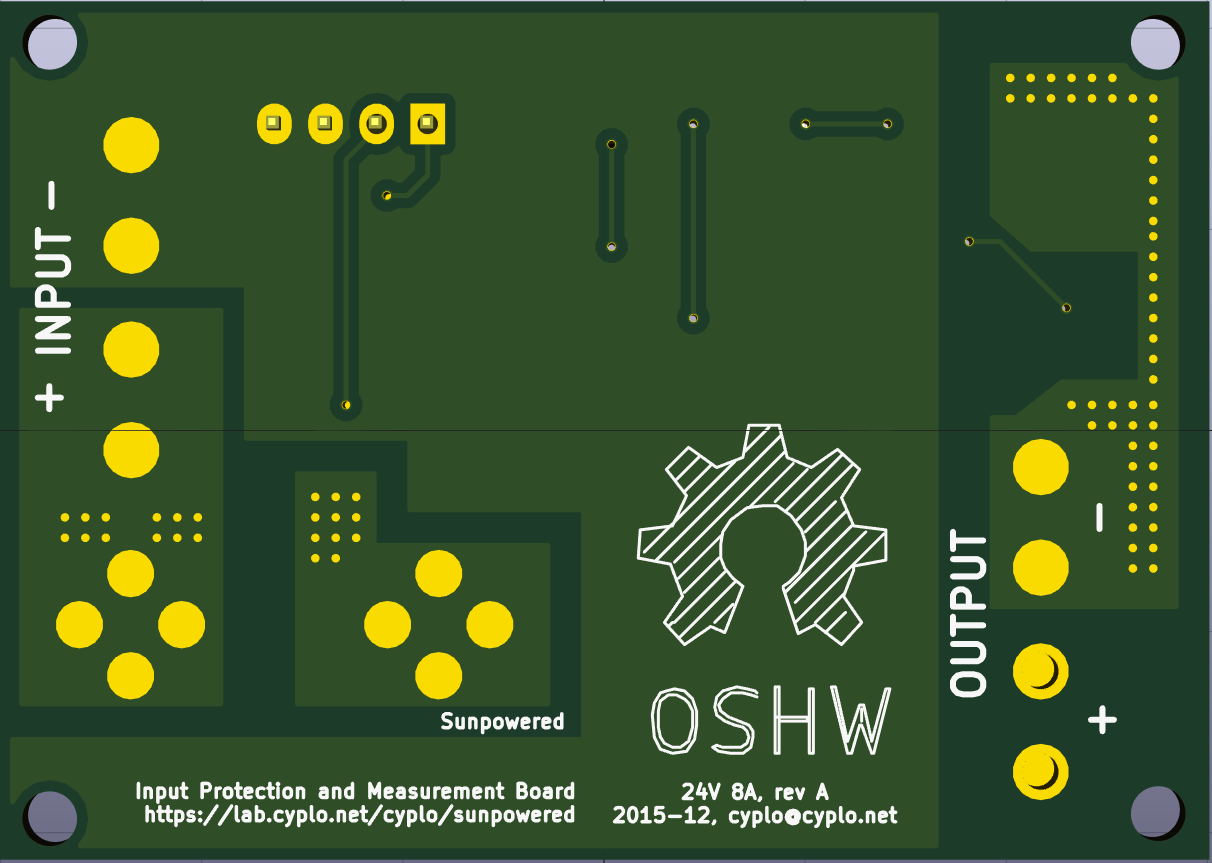 + INPUT −
OSHW
OUTPUT
−
+
Sunpowered
Input Protection and Measurement Board
https://lab.cyplo.net/cyplo/sunpowered
24V 8A, rev A
2015-12, cyplo@cyplo.net